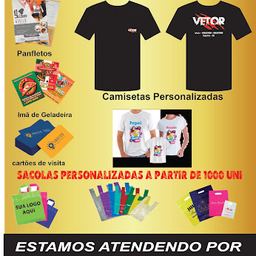 VETOR
Panfletos
Camisetas Personalizadas
Imã de Geladeira
cartões de visita
SACOLAS PERSONALIZADAS A PARTIR DE 1000 UNI
SUA LOGO
AQUI
ESTAMOS ATENDENDO POR